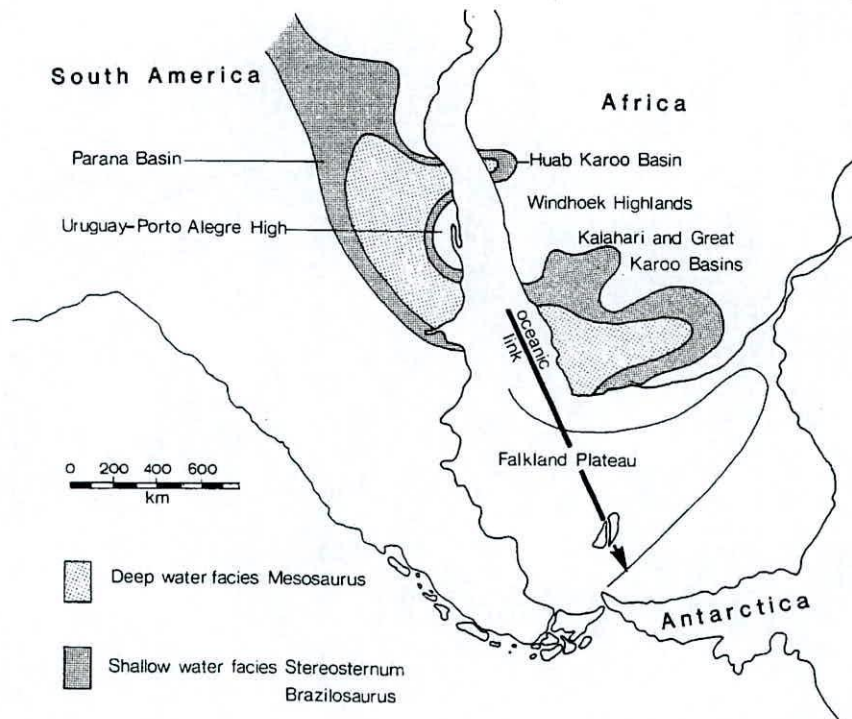 South America
Africa
Parana Basin
Huab Karoo Basin
Windhoek Highlands
Uruguay-Porto Alegre High
Kalahari and Great
Karoo Basins
oceanic
link
Falkland Plateau
0 200 400 600
km
Deep water facies Mesosaurus
Antarctica
Shallow water facies Stereosternum
Brazilosaurus